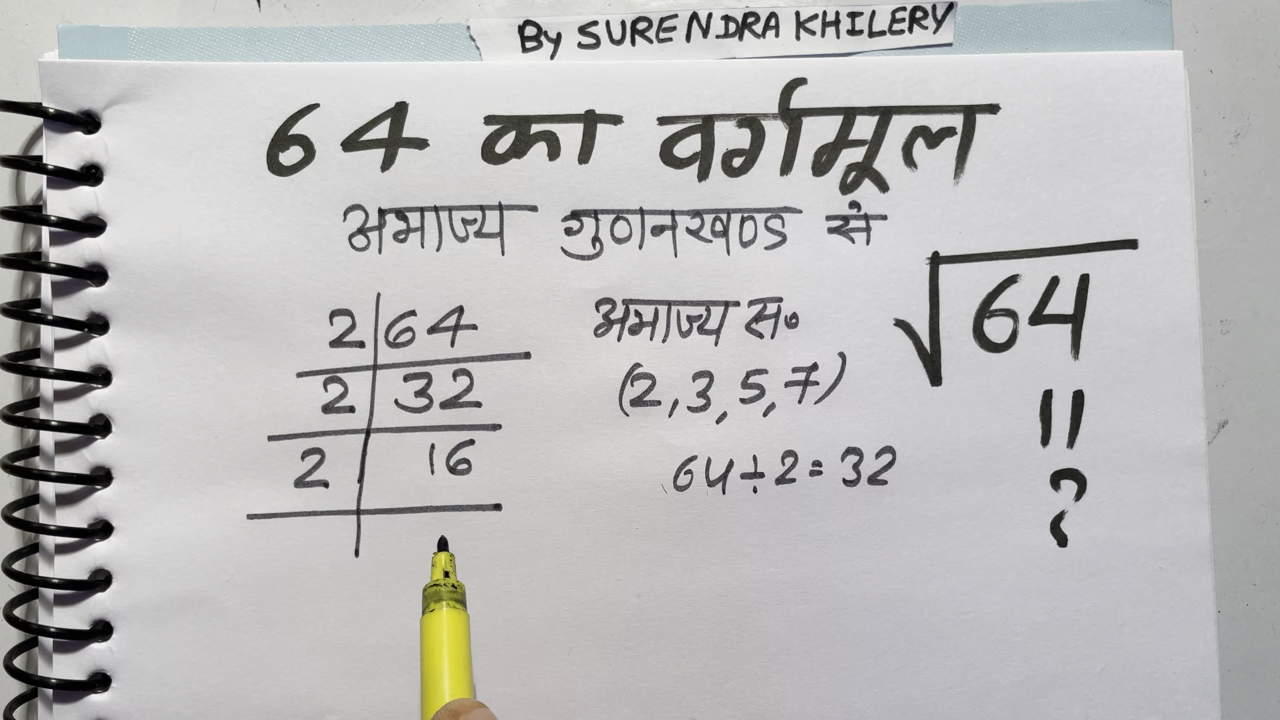 By SURENDRA KHILERY
64 का वर्गमूल
अभाज्य गुणनखण्ड से
√64
||
?
2|64
2|32
2|16
अभाज्य स॰
(2,3,5,7)
64÷2=32